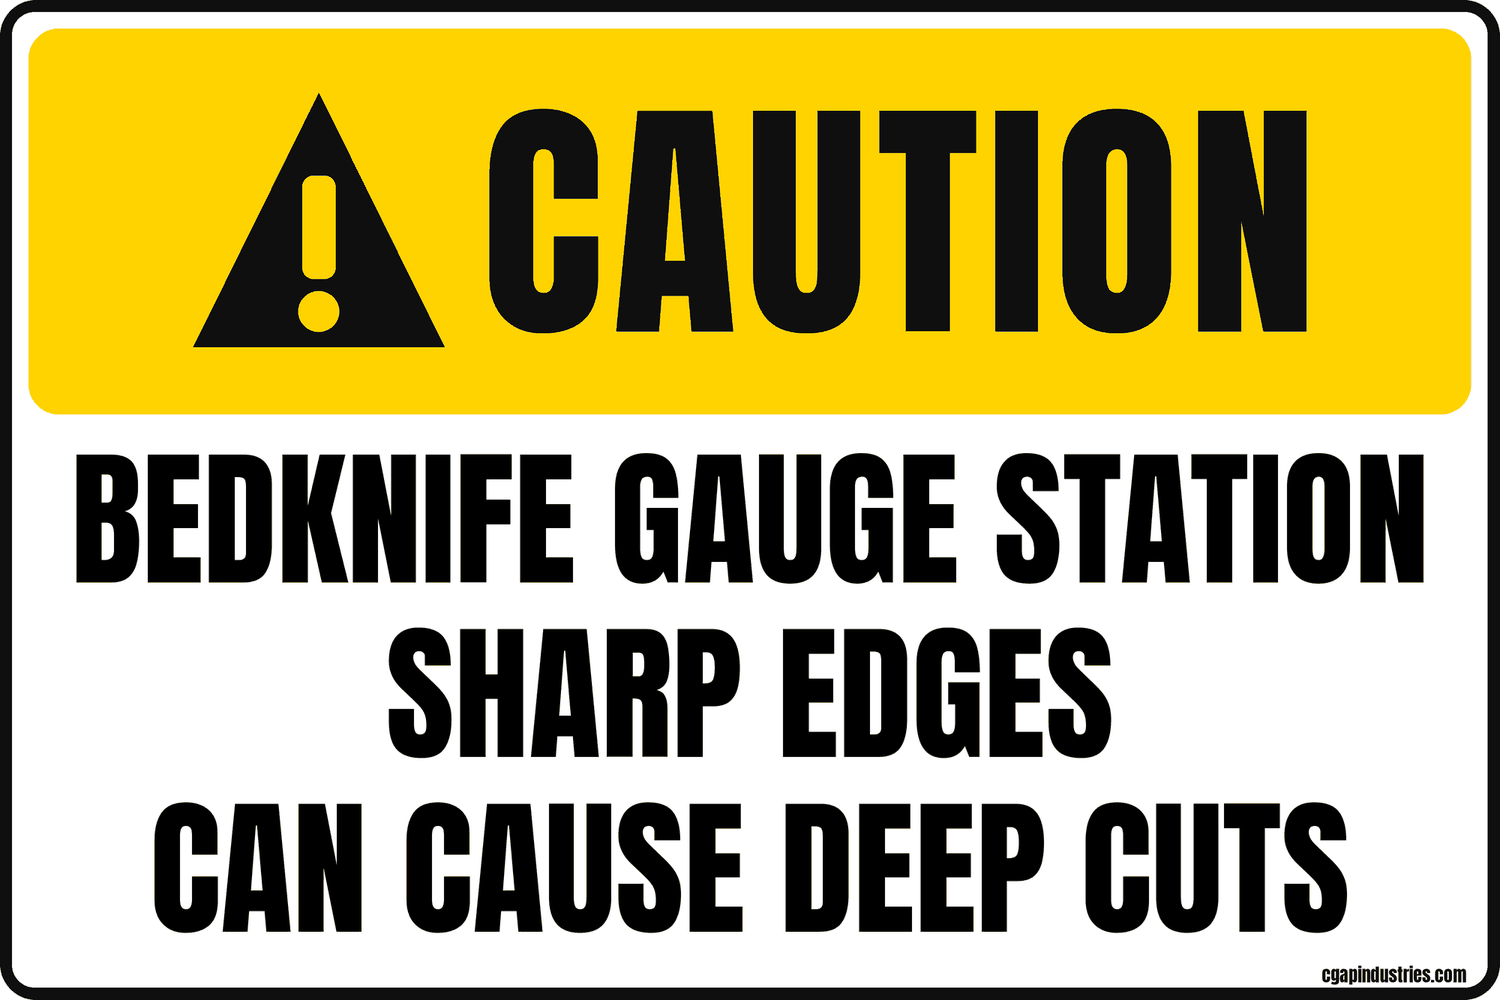 CAUTION
BEDKNIFE GAUGE STATION
SHARP EDGES
CAN CAUSE DEEP CUTS
cgapindustries.com